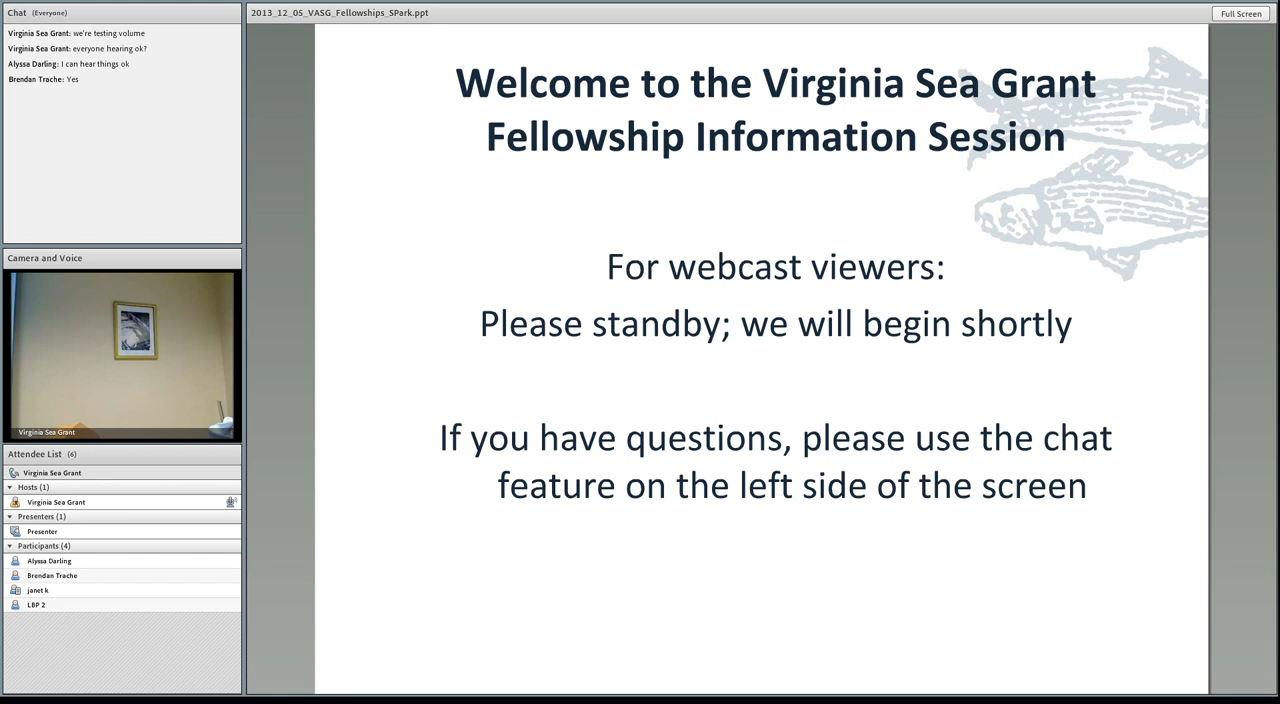 Chat (Everyone)
Virginia Sea Grant: we're testing volume
Virginia Sea Grant: everyone hearing ok?
Alyssa Darling: I can hear things ok
Brendan Trache: Yes
Camera and Voice
Virginia Sea Grant
Attendee List (6)
Virginia Sea Grant
Hosts (1)
Virginia Sea Grant
Presenters (1)
Presenter
Participants (4)
Alyssa Darling
Brendan Trache
janet k
LBP 2
2013_12_05_VASG_Fellowships_SPark.ppt
Full Screen
Welcome to the Virginia Sea Grant
Fellowship Information Session
For webcast viewers:
Please standby; we will begin shortly
If you have questions, please use the chat
feature on the left side of the screen